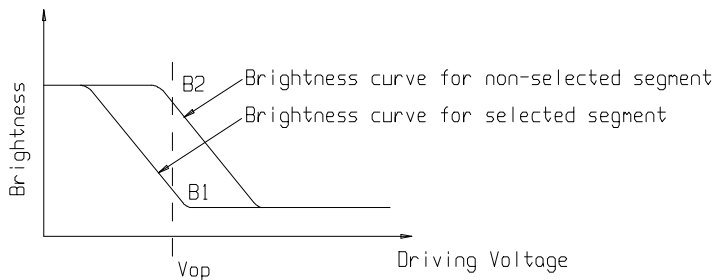 B2
Brightness curve for non-selected segment
Brightness curve for selected segment
Brightness
B1
Vop
Driving Voltage